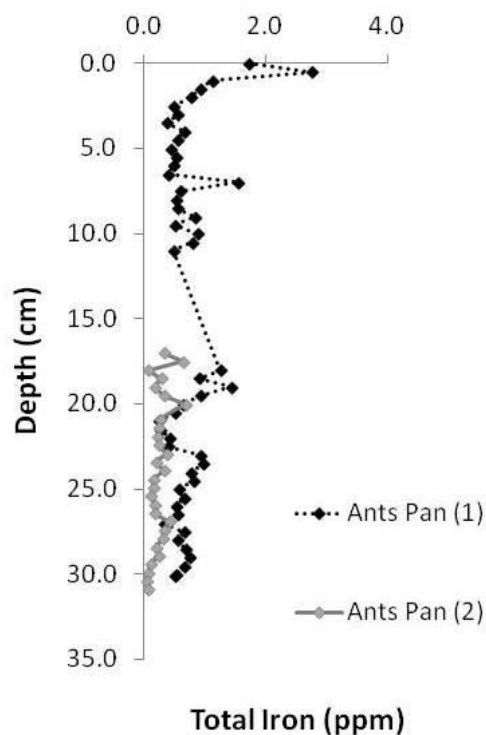 0.0 2.0 4.0
0.0
5.0
10.0
15.0
20.0
25.0
30.0
35.0
Depth (cm)
Ants Pan (1)
Ants Pan (2)
Total Iron (ppm)